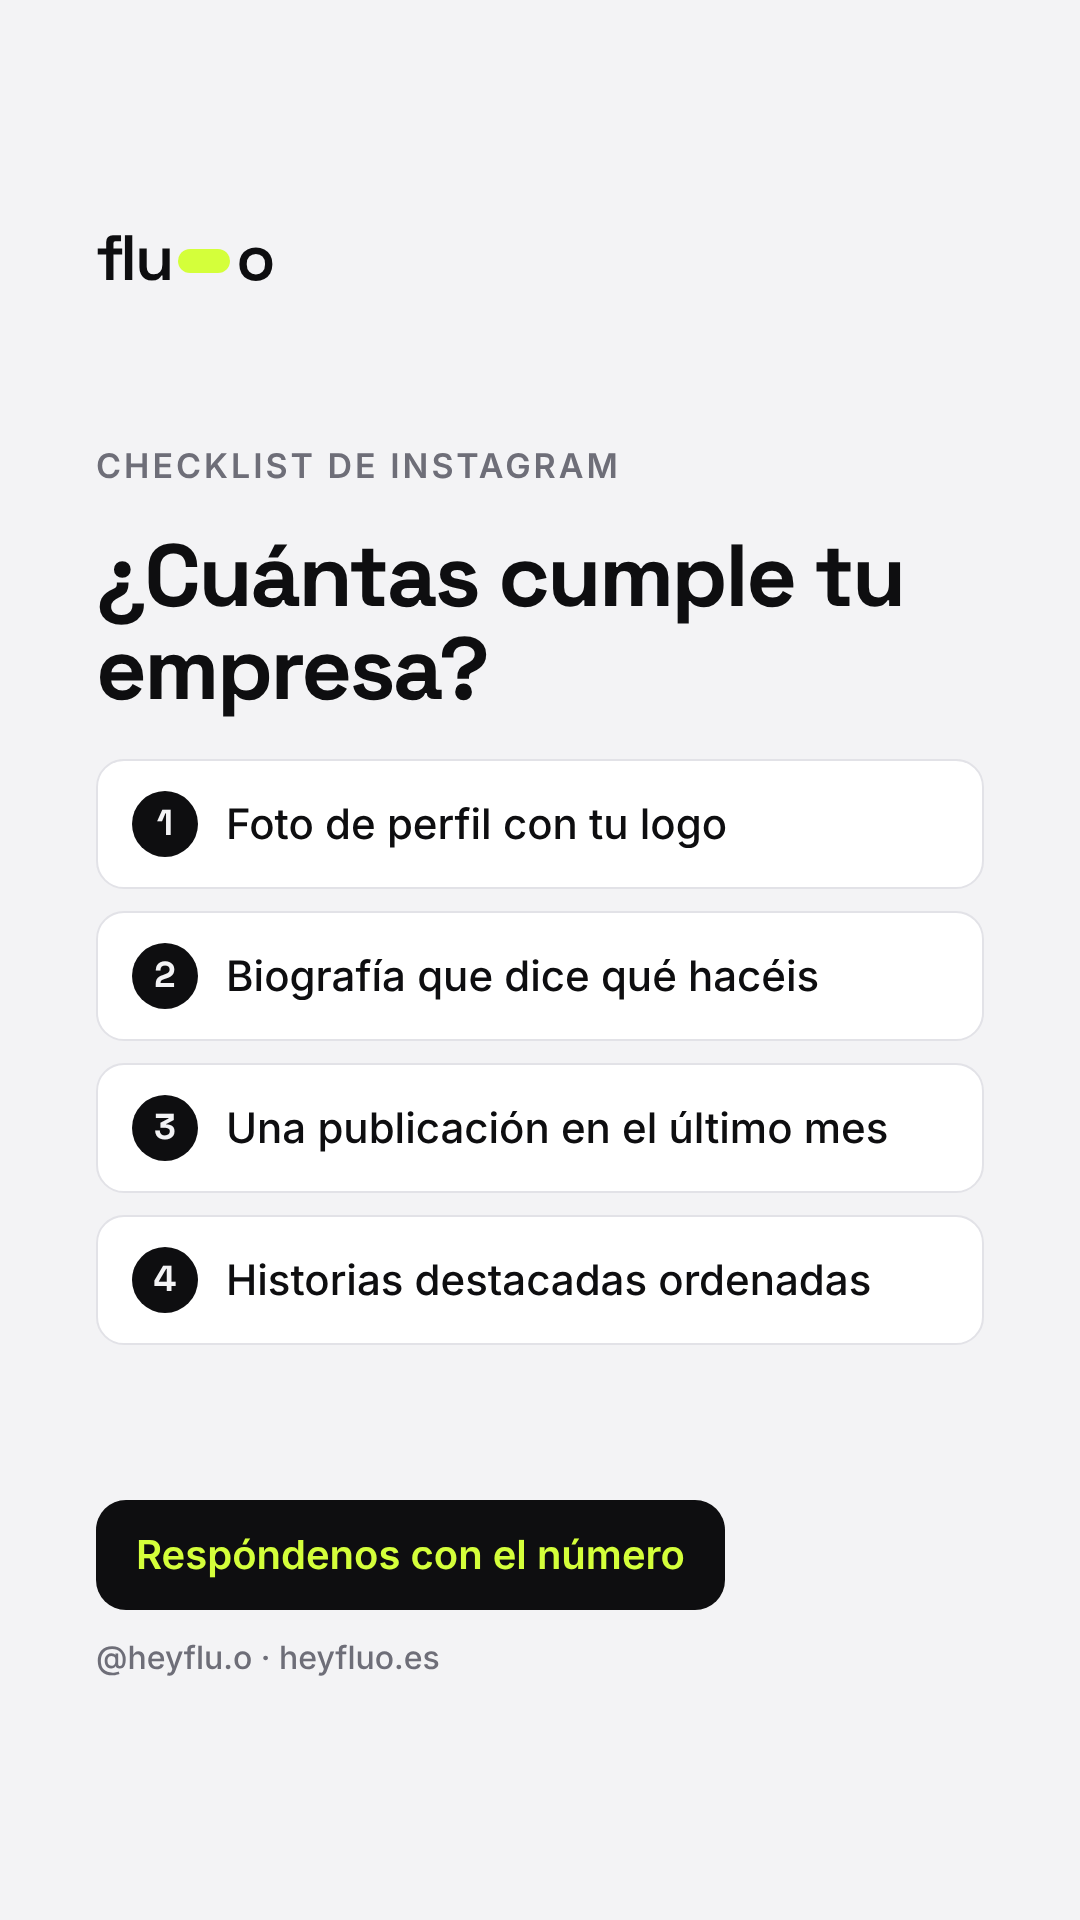 fluo
CHECKLIST DE INSTAGRAM
¿Cuántas cumple tu
empresa?
1 Foto de perfil con tu logo
2 Biografía que dice qué hacéis
3 Una publicación en el último mes
4 Historias destacadas ordenadas
Respóndenos con el número
@heyflu.o · heyfluo.es